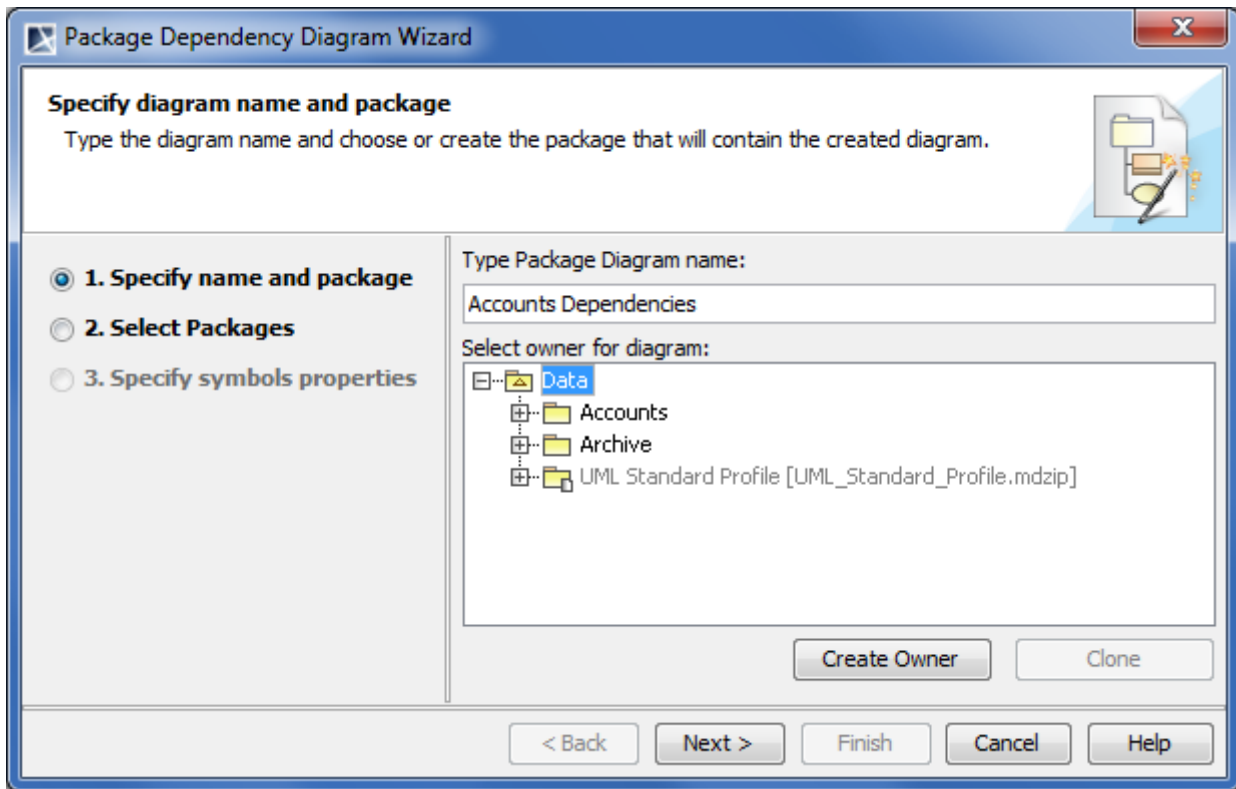 Package Dependency Diagram Wizard
Specify diagram name and package
Type the diagram name and choose or create the package that will contain the created diagram.
1. Specify name and package
2. Select Packages
3. Specify symbols properties
Type Package Diagram name:
Accounts Dependencies
Select owner for diagram:
Data
Accounts
Archive
UML Standard Profile [UML_Standard_Profile.mdzip]
Create Owner Clone
< Back Next > Finish Cancel Help